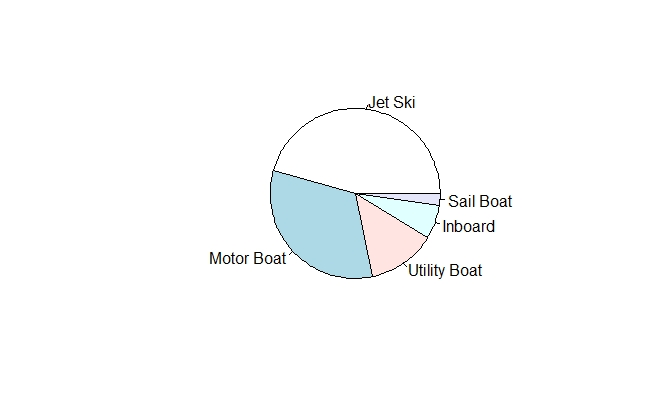 Jet Ski
Sail Boat
Inboard
Motor Boat
Utility Boat